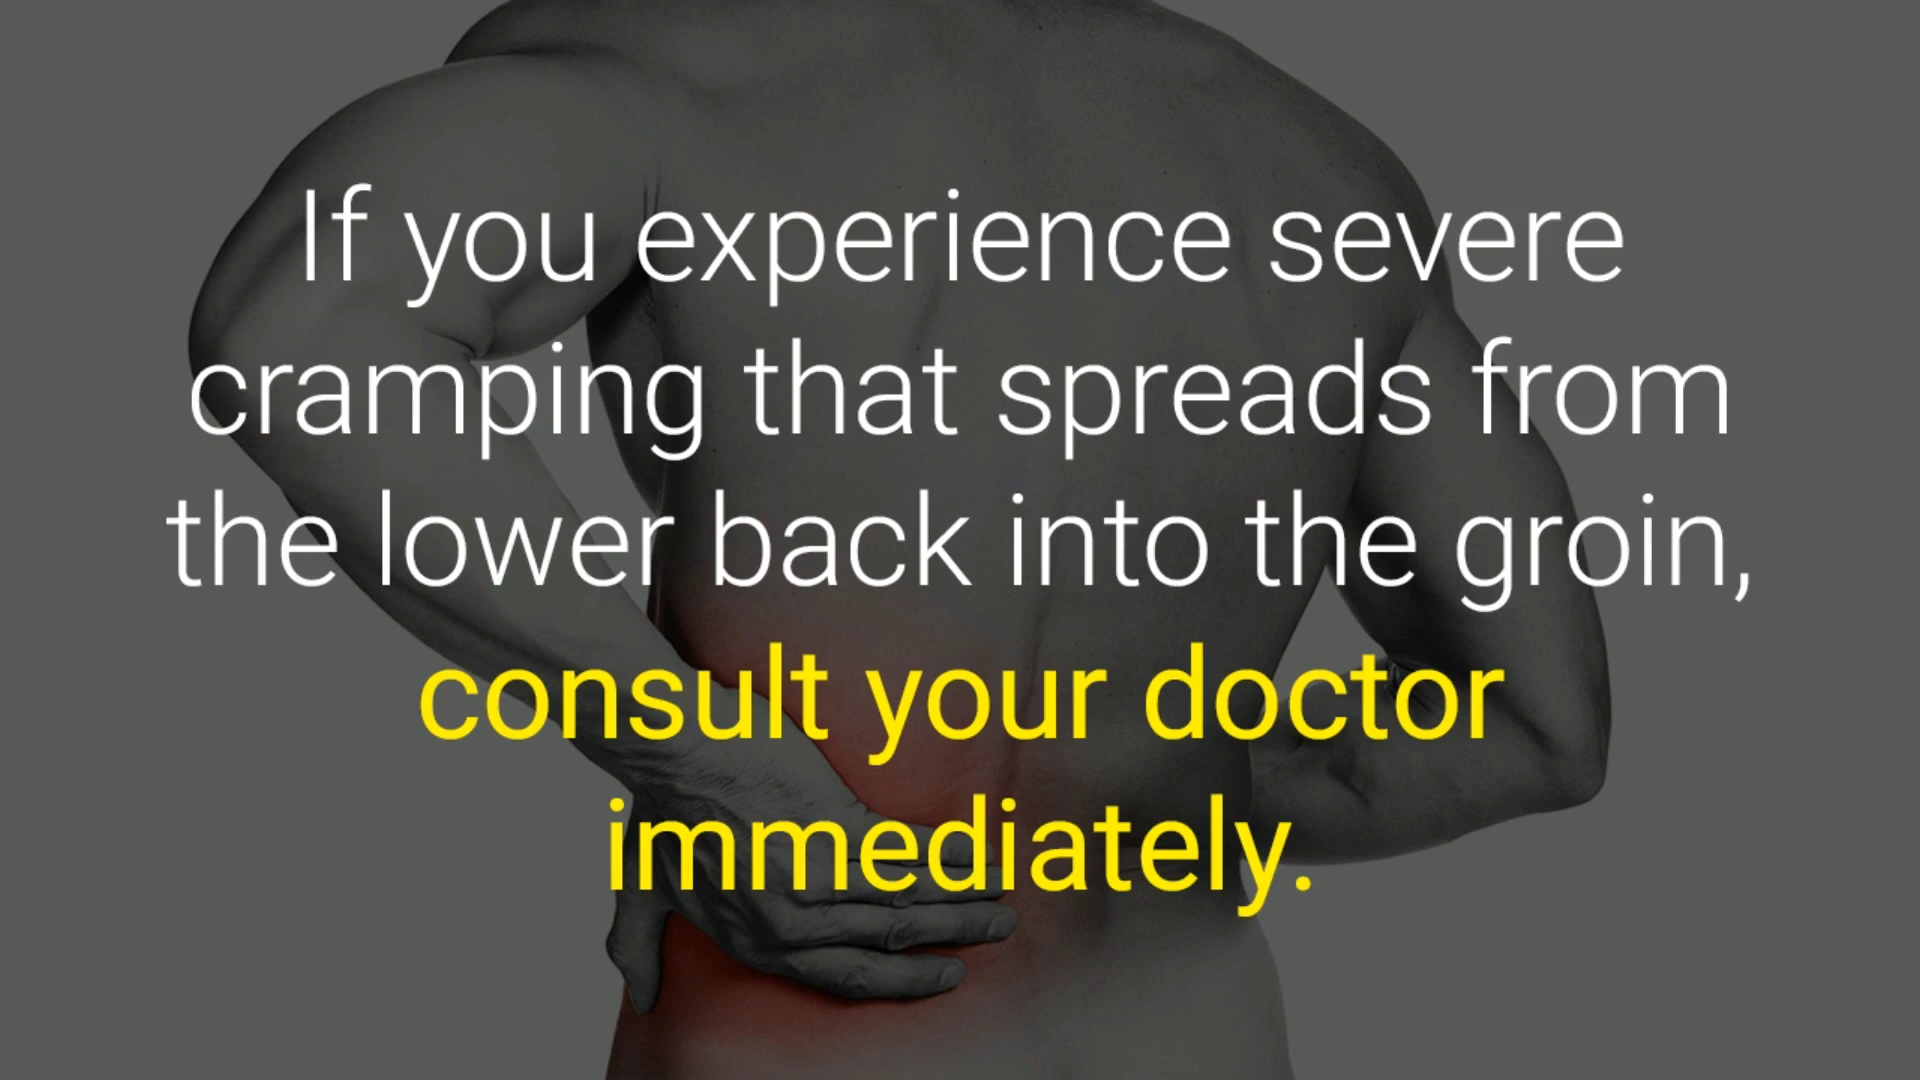 If you experience severe
cramping that spreads from
the lower back into the groin,
consult your doctor
immediately.